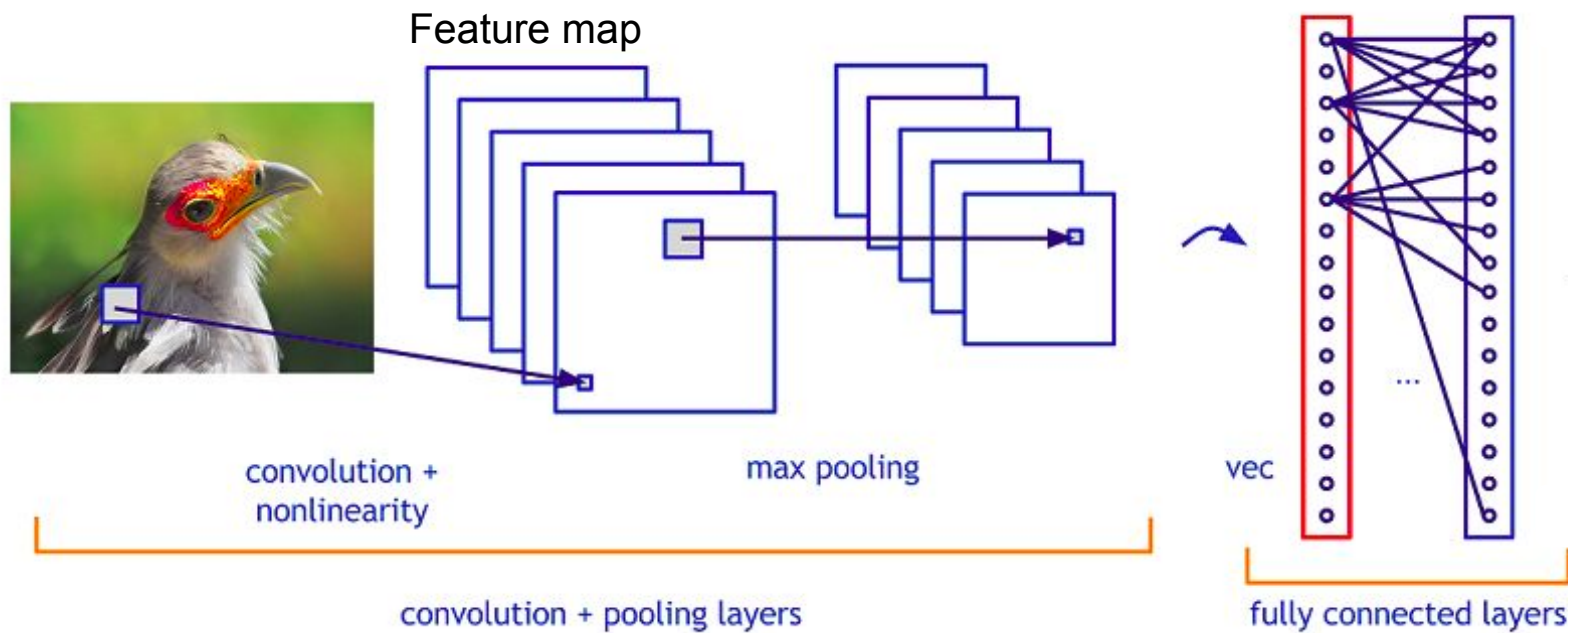 Feature map
convolution +
nonlinearity
max pooling
vec
...
convolution + pooling layers
fully connected layers